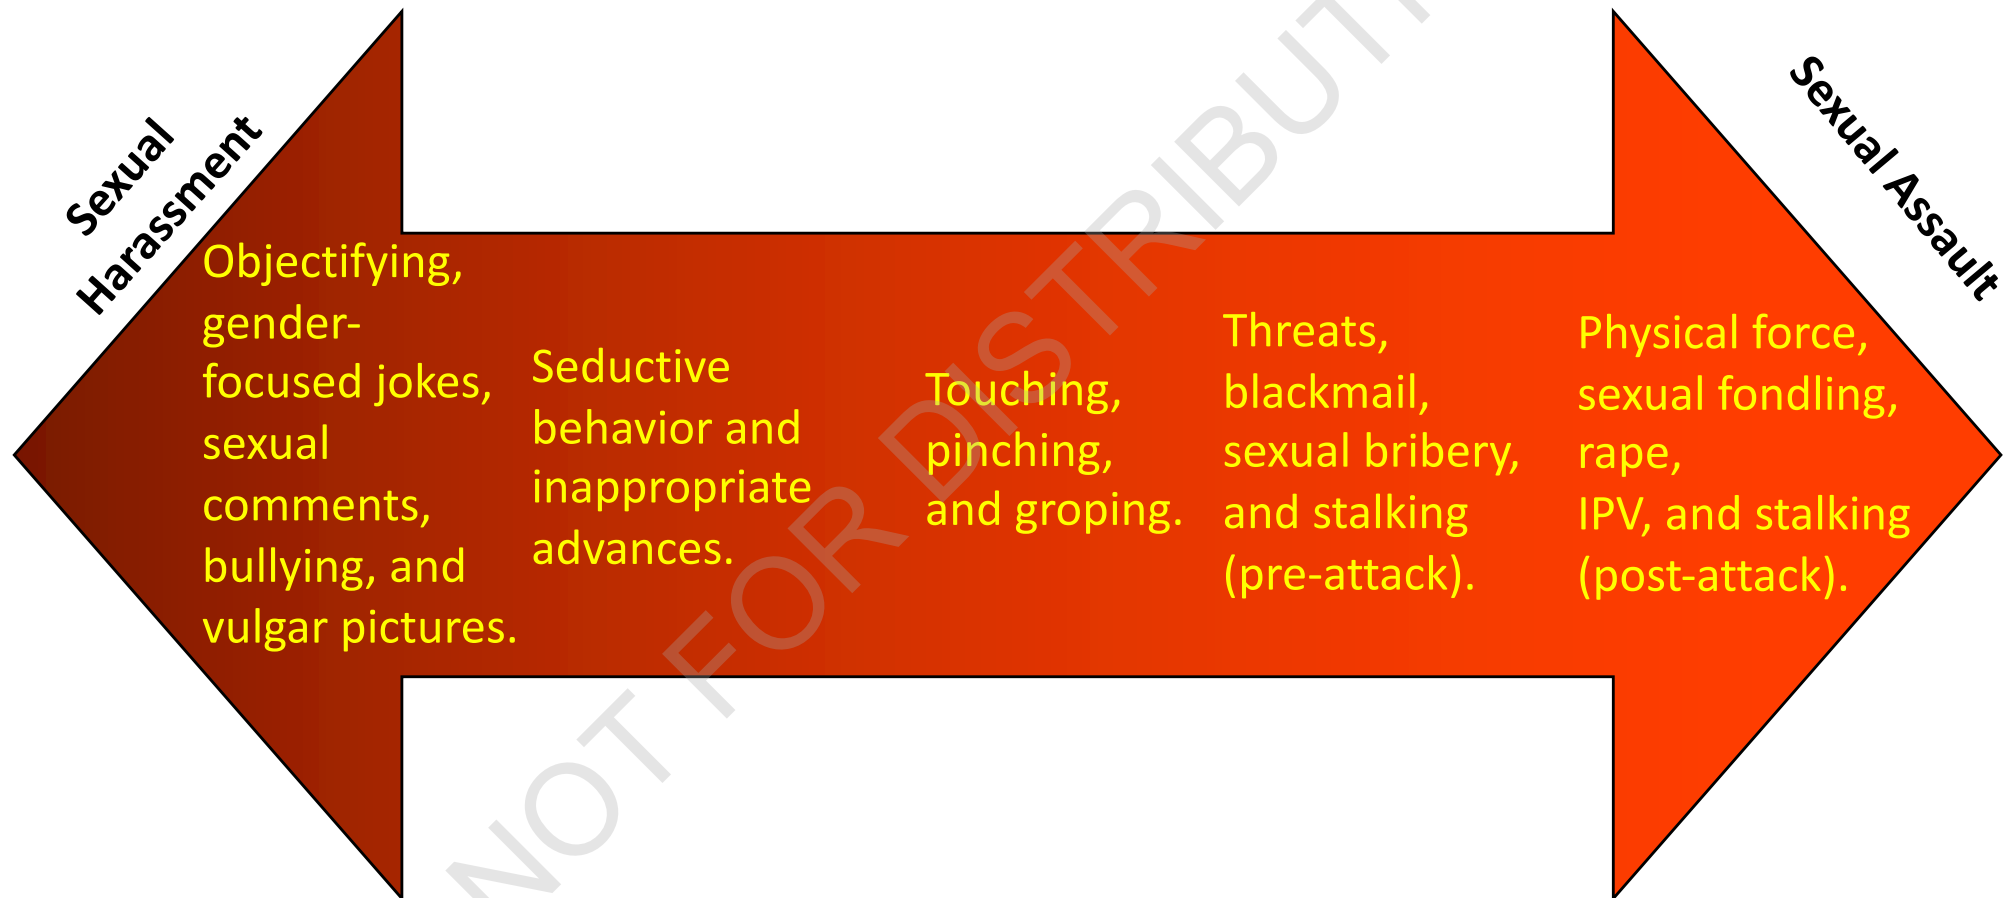 Sexual
Harassment
Sexual Assault
Objectifying,
gender-
focused jokes,
sexual
comments,
bullying, and
vulgar pictures.
Seductive
behavior and
inappropriate
advances.
Touching,
pinching,
and groping.
Threats,
blackmail,
sexual bribery,
and stalking
(pre-attack).
Physical force,
sexual fondling,
rape,
IPV, and stalking
(post-attack).
NOT FOR DISTRIBUT